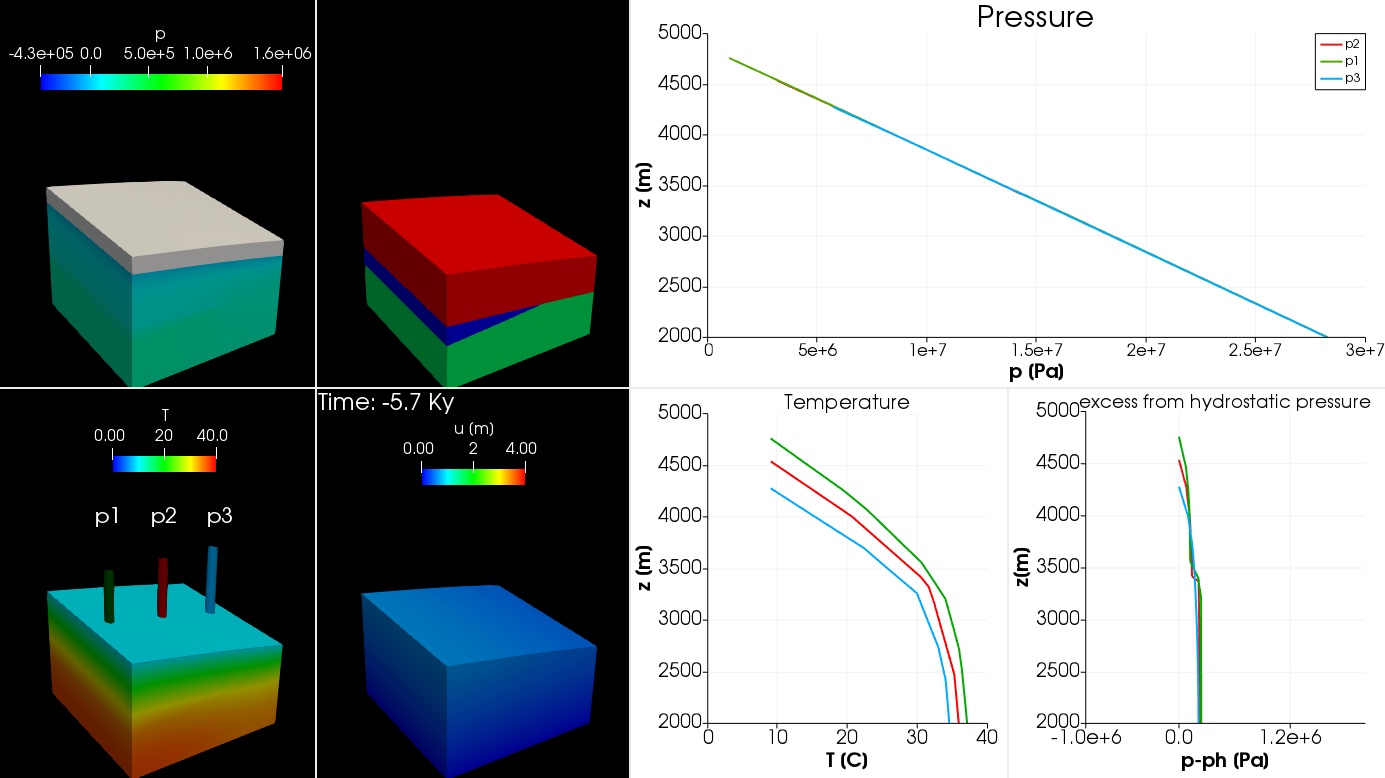 p
-4.3e+05 0.0 5.0e+5 1.0e+6 1.6e+06
Pressure
5000
4500
4000
3500
3000
2500
2000
z (m)
0 5e+6 1e+7 1.5e+7 2e+7 2.5e+7 3e+7
p (Pa)
p2
p1
p3
T
0.00 20 40.0
p1 p2 p3
Time: -5.7 Ky
u (m)
0.00 2 4.00
Temperature
5000
4500
4000
3500
3000
2500
2000
z (m)
0 10 20 30 40
T (C)
excess from hydrostatic pressure
5000
4500
4000
3500
3000
2500
2000
z(m)
-1.0e+6 0.0 1.2e+6
p-ph (Pa)